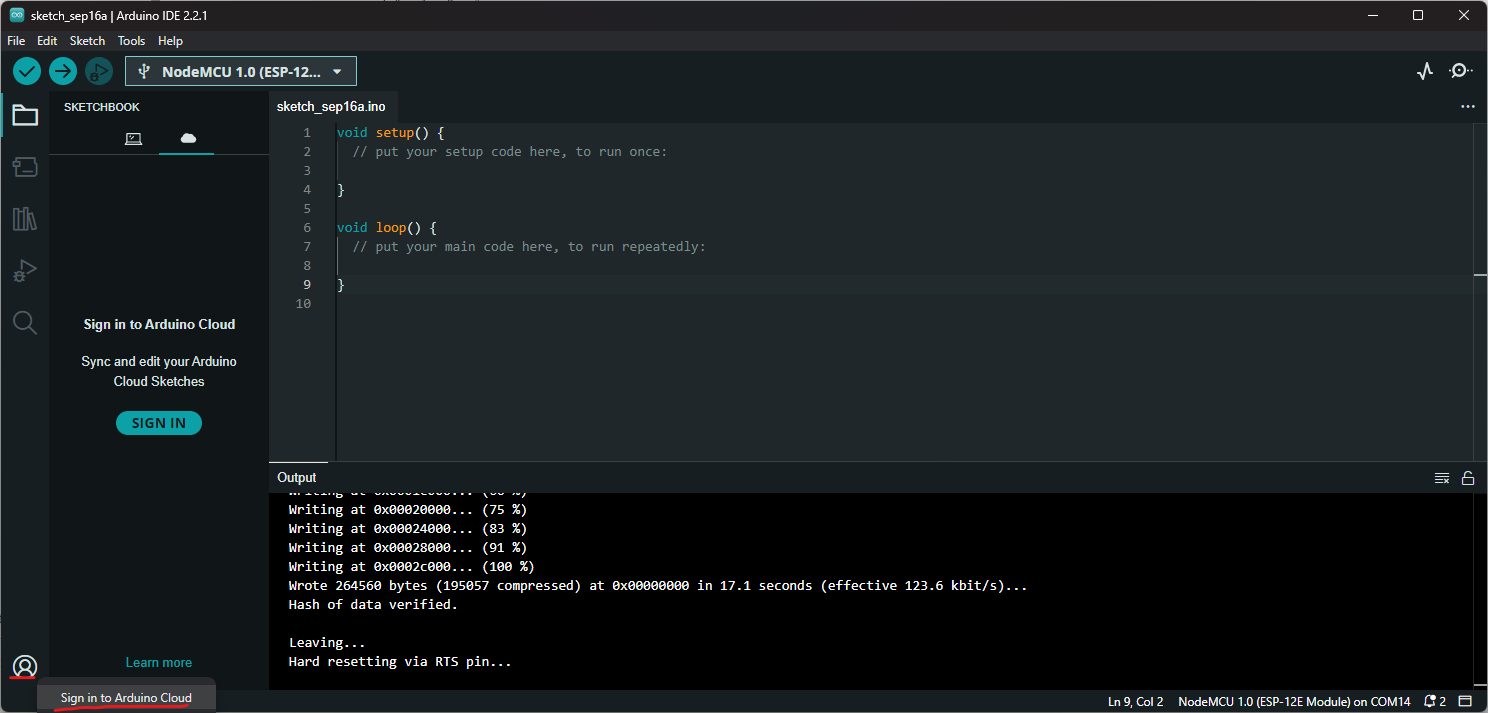 sketch_sep16a | Arduino IDE 2.2.1
File Edit Sketch Tools Help
NodeMCU 1.0 (ESP-12...
SKETCHBOOK
Sign in to Arduino Cloud
Sync and edit your Arduino
Cloud Sketches
SIGN IN
Learn more
sketch_sep16a.ino
1 void setup() {
2 // put your setup code here, to run once:
3
4 }
5
6 void loop() {
7 // put your main code here, to run repeatedly:
8
9 }
10
Output
Writing at
Writing at 0x00020000... (75 %)
Writing at 0x00024000... (83 %)
Writing at 0x00028000... (91 %)
Writing at 0x0002c000... (100 %)
Wrote 264560 bytes (195057 compressed) at 0x00000000 in 17.1 seconds (effective 123.6 kbit/s)...
Hash of data verified.
Leaving...
Hard resetting via RTS pin...
Sign in to Arduino Cloud
Ln 9, Col 2 NodeMCU 1.0 (ESP-12E Module) on COM14 2